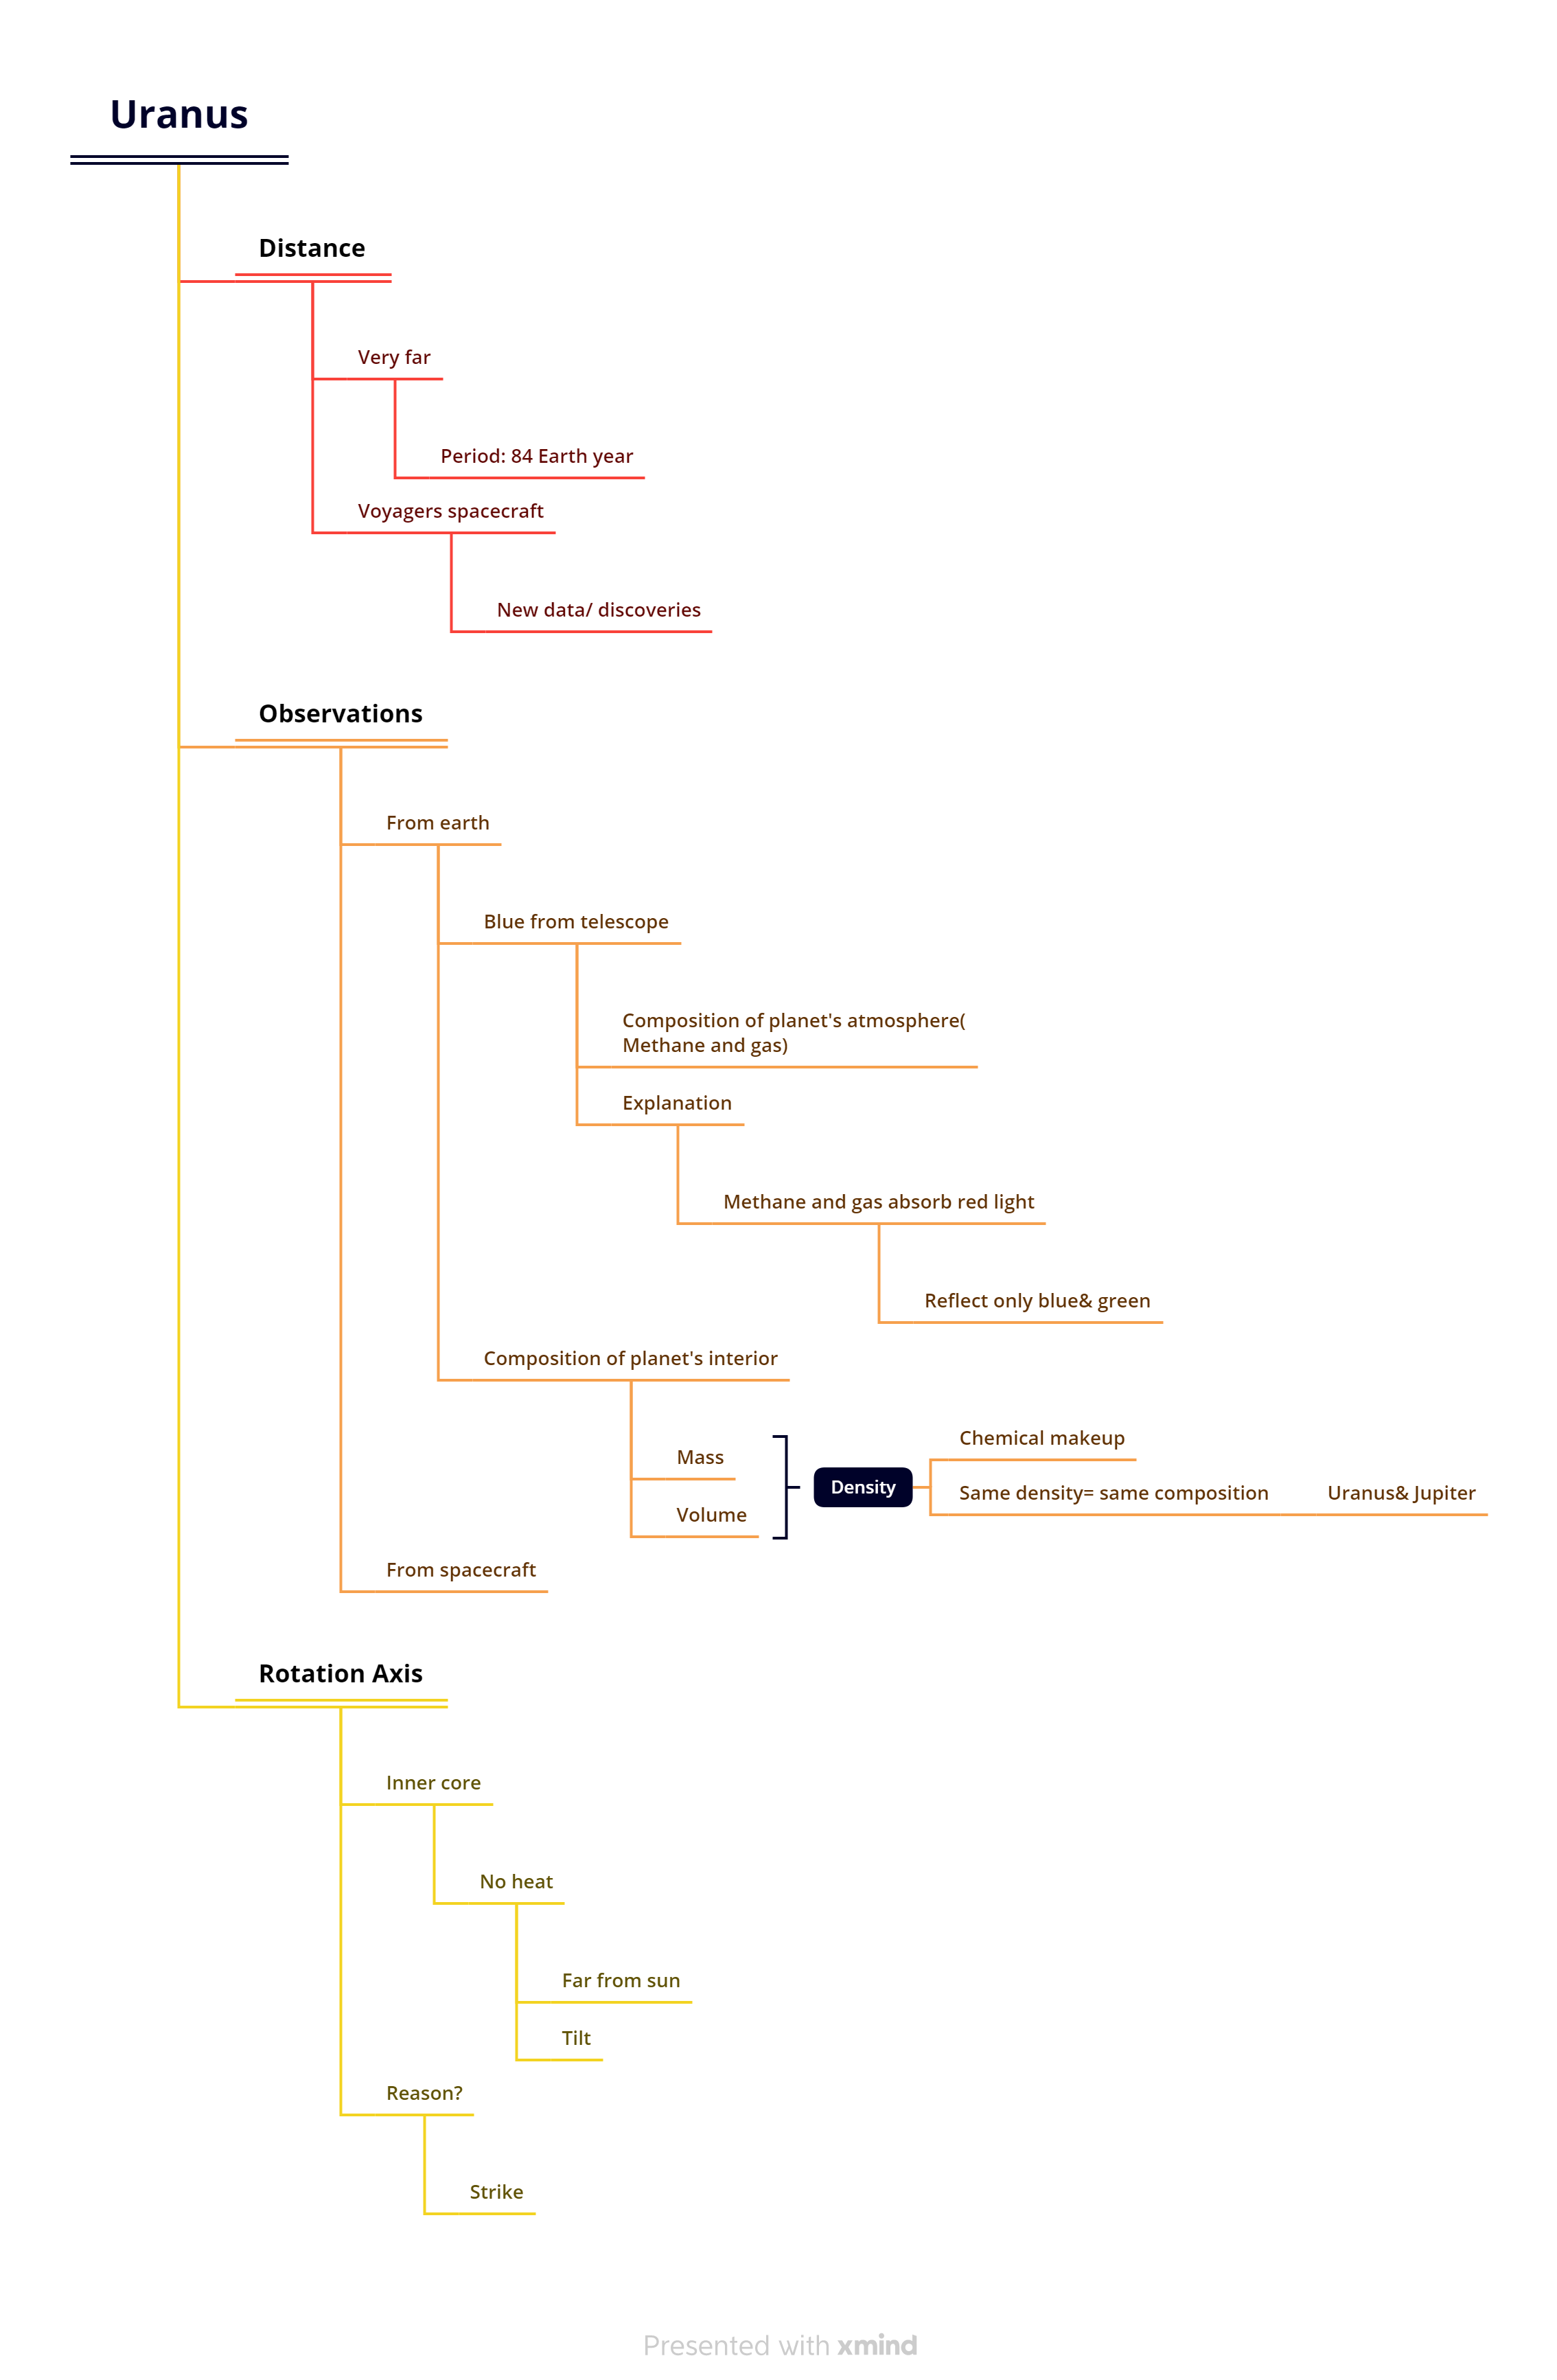 Uranus
Distance
Very far
Period: 84 Earth year
Voyagers spacecraft
New data/ discoveries
Observations
From earth
Blue from telescope
Composition of planet's atmosphere(
Methane and gas)
Explanation
Methane and gas absorb red light
Reflect only blue& green
Composition of planet's interior
Mass
Volume
Density
Chemical makeup
Same density= same composition
Uranus& Jupiter
From spacecraft
Rotation Axis
Inner core
No heat
Far from sun
Tilt
Reason?
Strike
Presented with xmind